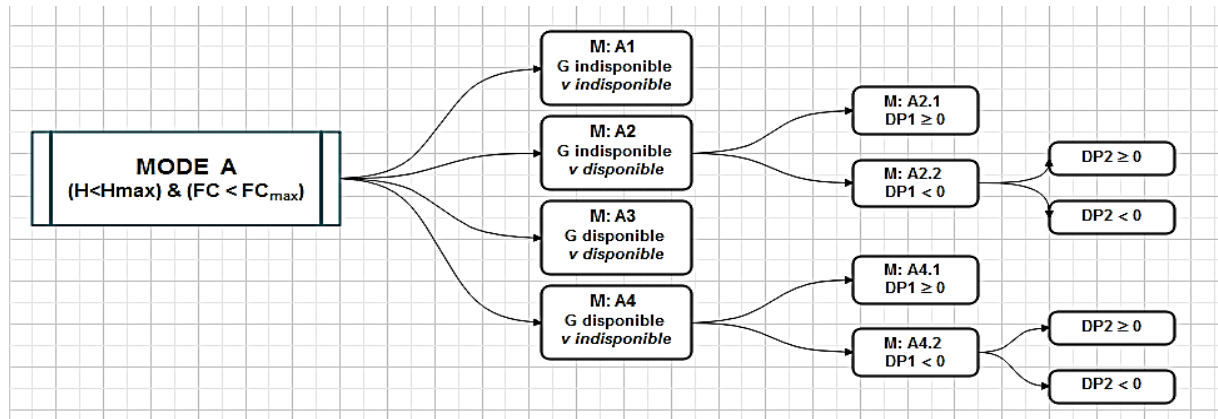 MODE A
(H<Hmax) & (FC < FCmax)
M: A1
G indisponible
v indisponible
M: A2
G indisponible
v disponible
M: A3
G disponible
v disponible
M: A4
G disponible
v indisponible
M: A2.1
DP1 ≥ 0
M: A2.2
DP1 < 0
DP2 ≥ 0
DP2 < 0
M: A4.1
DP1 ≥ 0
M: A4.2
DP1 < 0
DP2 ≥ 0
DP2 < 0